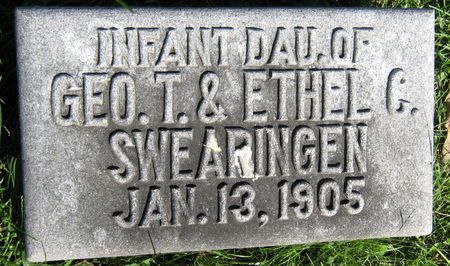 INFANT DAU. OF
GEO. T. & ETHEL G.
SWEARINGEN
JAN. 13, 1905